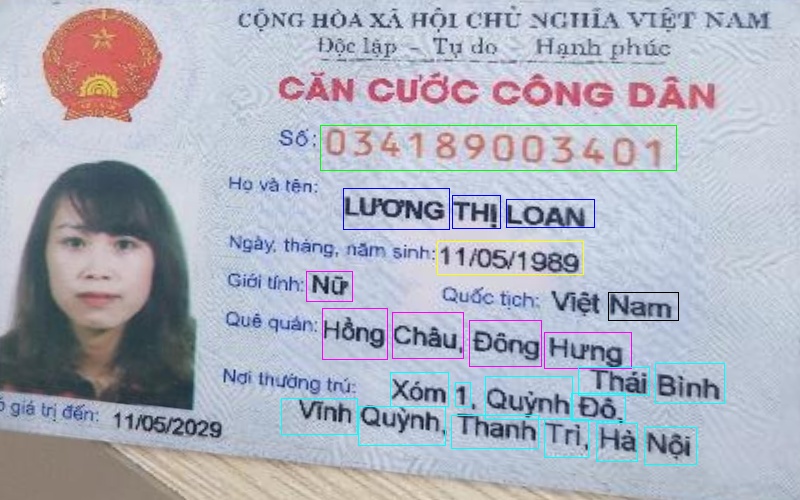 CỘNG HÒA XÃ HỘI CHỦ NGHĨA VIỆT NAM
Độc lập - Tự do - Hạnh phúc
CĂN CƯỚC CÔNG DÂN
Số: 034189003401
Họ và tên:
LƯƠNG THỊ LOAN
Ngày, tháng, năm sinh: 11/05/1989
Giới tính: Nữ Quốc tịch: Việt Nam
Quê quán: Hồng Châu, Đông Hưng
Thái Bình
Nơi thường trú: Xóm 1, Quỳnh Đô,
Vĩnh Quỳnh, Thanh Trì, Hà Nội
ó giá trị đến: 11/05/2029